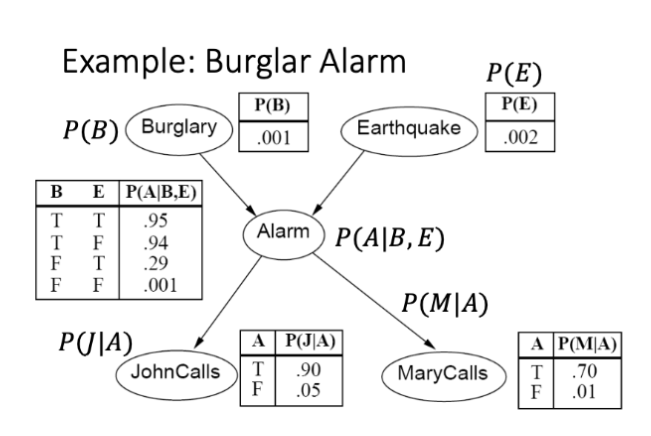 Example: Burglar Alarm
P(E)
P(B)
Burglary
P(B)
.001
Earthquake
P(E)
.002
B E P(A|B,E)
T T .95
T F .94
F T .29
F F .001
Alarm
P(A|B, E)
P(M|A)
P(J|A)
JohnCalls
A P(J|A)
T .90
F .05
MaryCalls
A P(M|A)
T .70
F .01